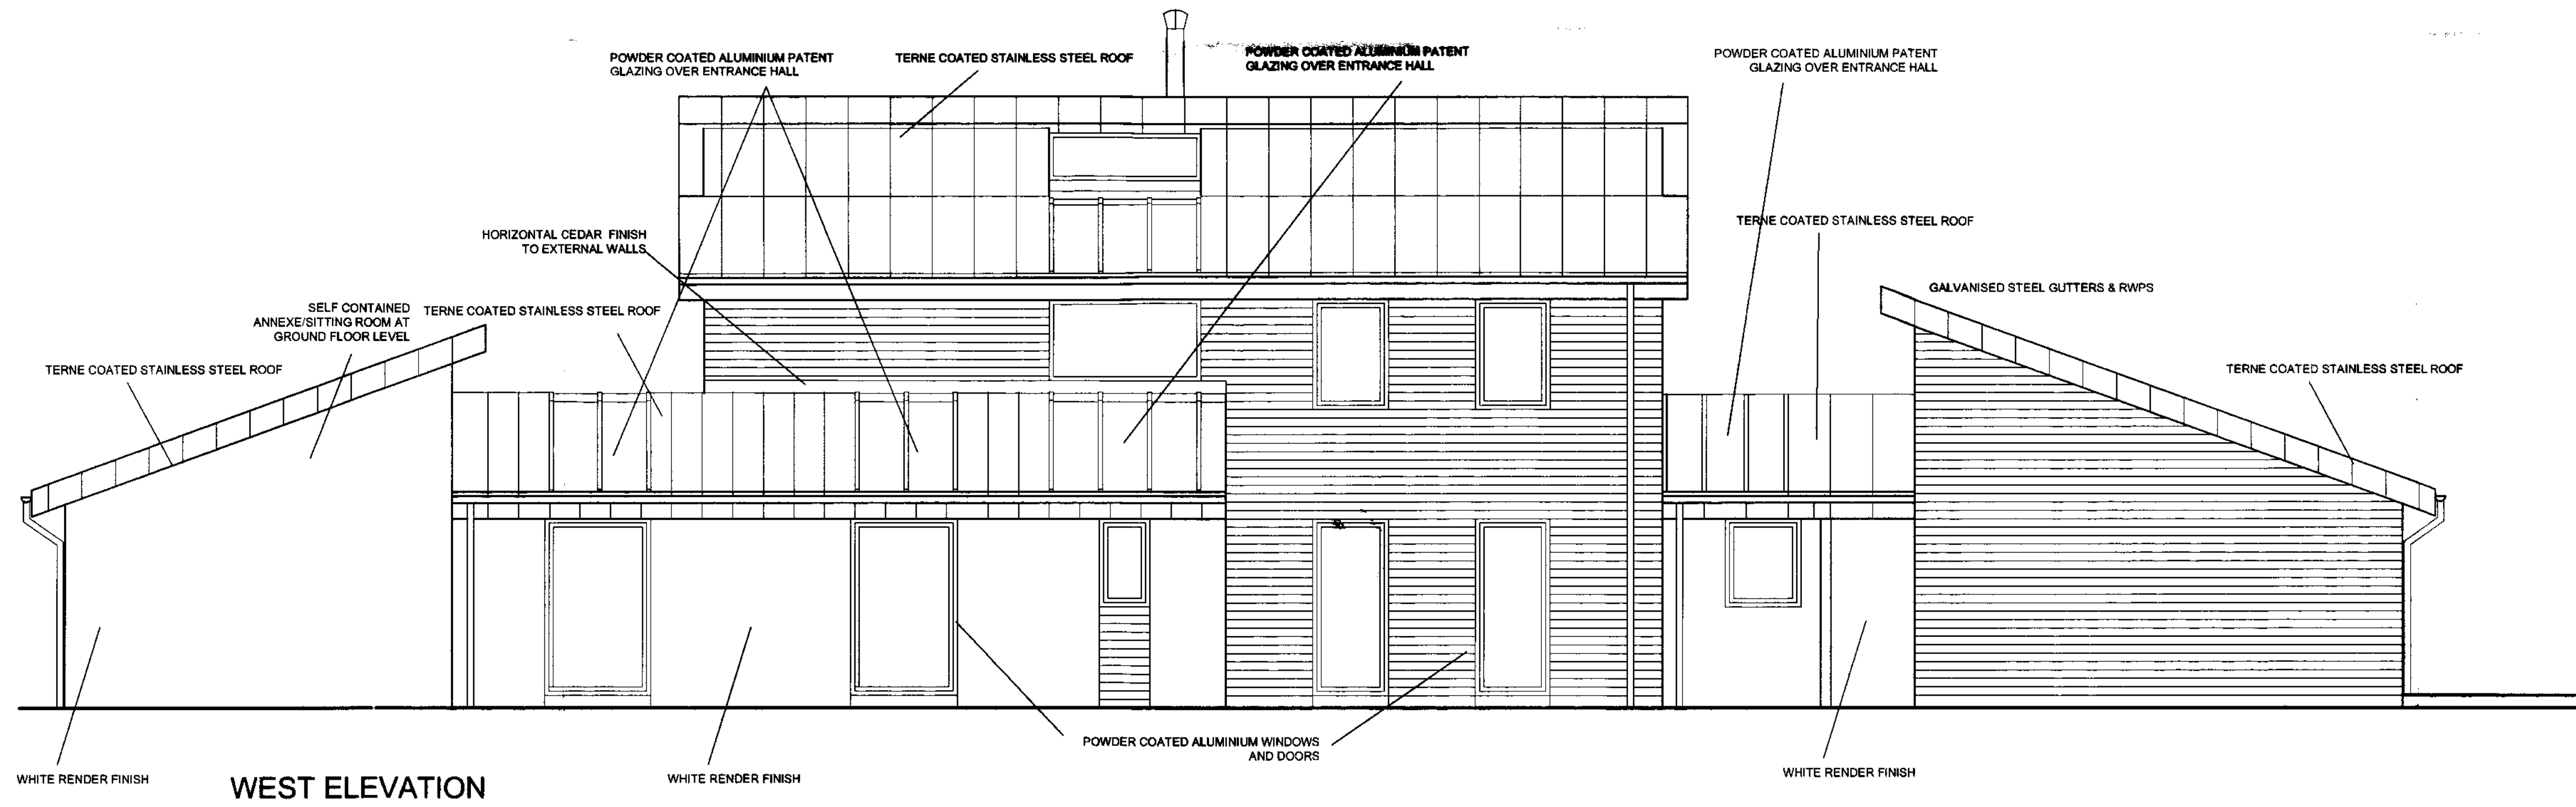 POWDER COATED ALUMINIUM PATENT
GLAZING OVER ENTRANCE HALL
TERNE COATED STAINLESS STEEL ROOF
POWDER COATED ALUMINIUM PATENT
GLAZING OVER ENTRANCE HALL
POWDER COATED ALUMINIUM PATENT
GLAZING OVER ENTRANCE HALL
HORIZONTAL CEDAR FINISH
TO EXTERNAL WALLS
TERNE COATED STAINLESS STEEL ROOF
SELF CONTAINED
ANNEXE/SITTING ROOM AT
GROUND FLOOR LEVEL
TERNE COATED STAINLESS STEEL ROOF
GALVANISED STEEL GUTTERS & RWPS
TERNE COATED STAINLESS STEEL ROOF
TERNE COATED STAINLESS STEEL ROOF
POWDER COATED ALUMINIUM WINDOWS
AND DOORS
WHITE RENDER FINISH
WEST ELEVATION
WHITE RENDER FINISH
WHITE RENDER FINISH